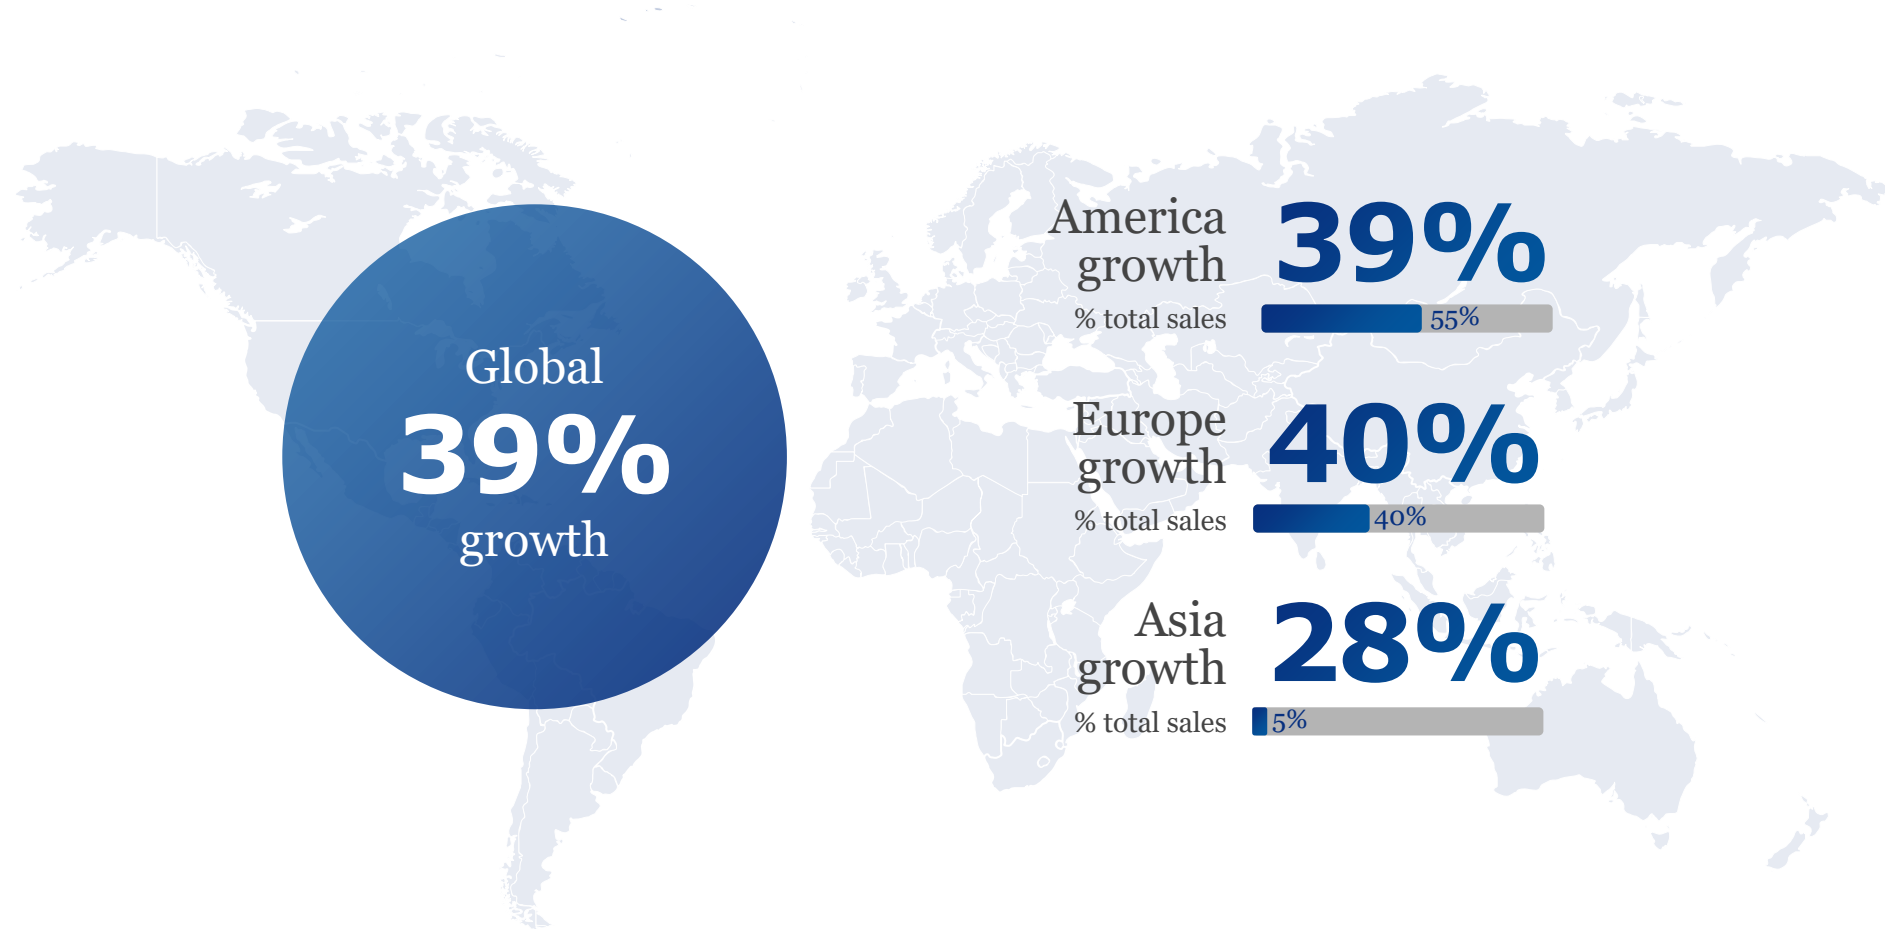 Global
39%
growth
America
growth
39%
% total sales
55%
Europe
growth
40%
% total sales
40%
Asia
growth
28%
% total sales
5%